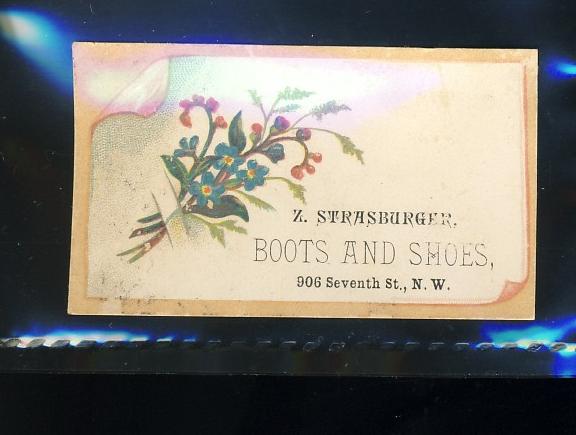 Z. STRASBURGER,
BOOTS AND SHOES,
906 Seventh St., N. W.